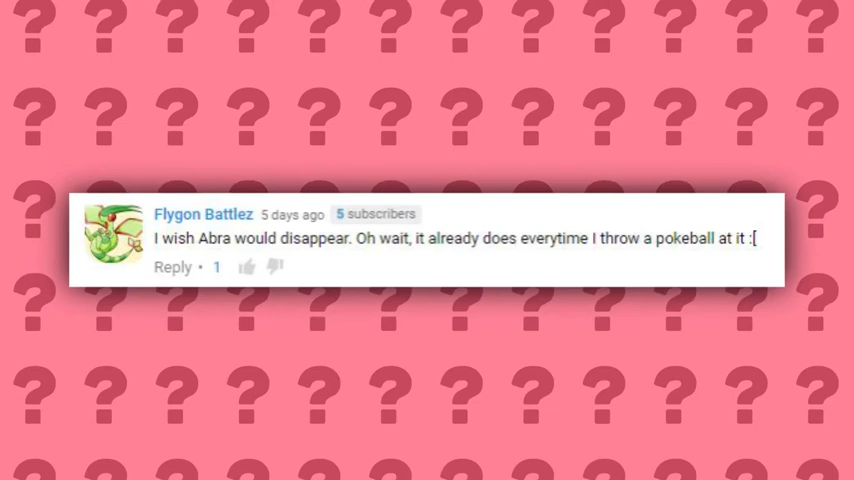 Flygon Battlez 5 days ago 5 subscribers
I wish Abra would disappear. Oh wait, it already does everytime I throw a pokeball at it :[
Reply • 1